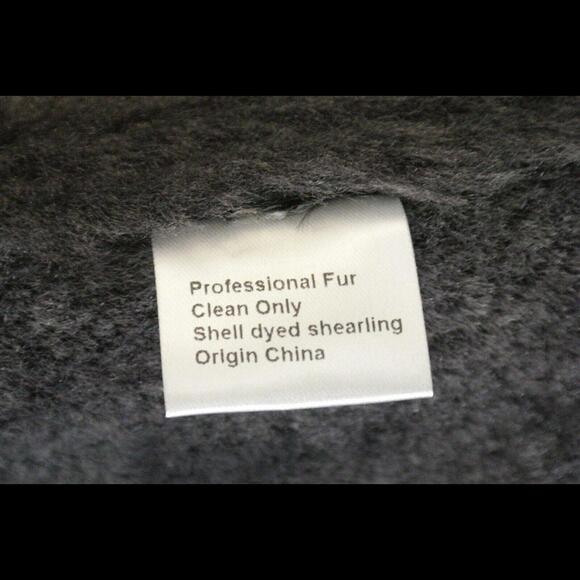 Professional Fur
Clean Only
Shell dyed shearling
Origin China